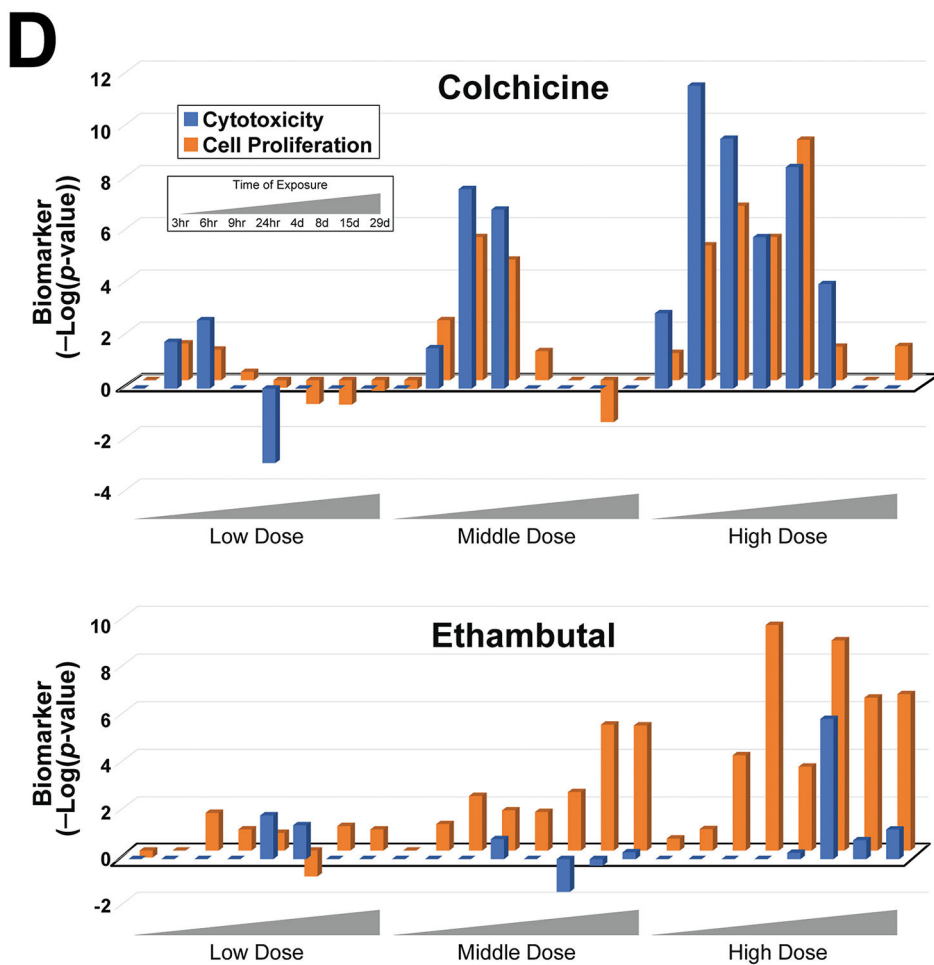 D
Colchicine
Cytotoxicity
Cell Proliferation
Time of Exposure
3hr 6hr 9hr 24hr 4d 8d 15d 29d
Biomarker
(–Log(p-value))
12
10
8
6
4
2
0
-2
-4
Low Dose Middle Dose High Dose
Ethambutal
Biomarker
(–Log(p-value)
10
8
6
4
2
0
-2
Low Dose Middle Dose High Dose